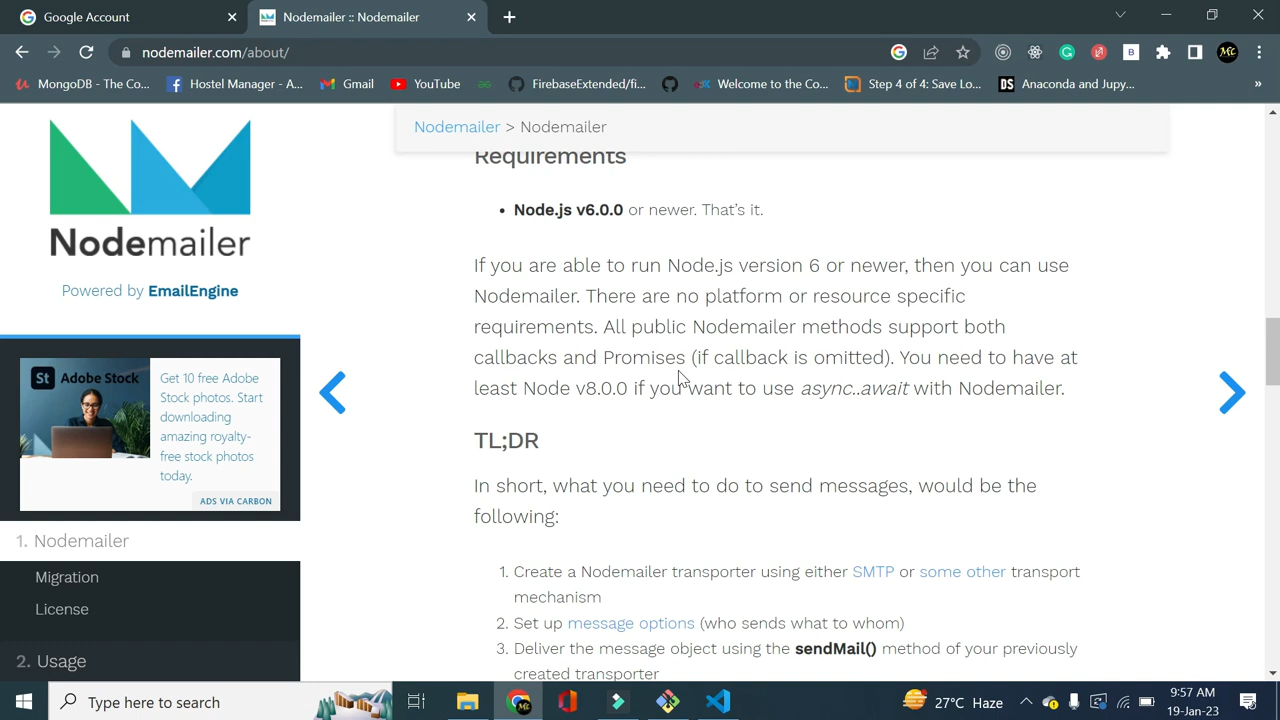 Google Account
Nodemailer :: Nodemailer
nodemailer.com/about/
MongoDB - The Co...
Hostel Manager - A...
Gmail
YouTube
FirebaseExtended/fi...
Welcome to the Co...
Step 4 of 4: Save Lo...
DS
Anaconda and Jupy...
»
Nodemailer > Nodemailer
Nodemailer
Powered by EmailEngine
St Adobe Stock
Get 10 free Adobe
Stock photos. Start
downloading
amazing royalty-
free stock photos
today.
ADS VIA CARBON
1. Nodemailer
Migration
License
2. Usage
Requirements
• Node.js v6.0.0 or newer. That's it.
If you are able to run Node.js version 6 or newer, then you can use
Nodemailer. There are no platform or resource specific
requirements. All public Nodemailer methods support both
callbacks and Promises (if callback is omitted). You need to have at
least Node v8.0.0 if you want to use async..await with Nodemailer.
TL;DR
In short, what you need to do to send messages, would be the
following:
1. Create a Nodemailer transporter using either SMTP or some other transport
mechanism
2. Set up message options (who sends what to whom)
3. Deliver the message object using the sendMail() method of your previously
created transporter
Type here to search
27°C Haze
9:57 AM
19-Jan-23